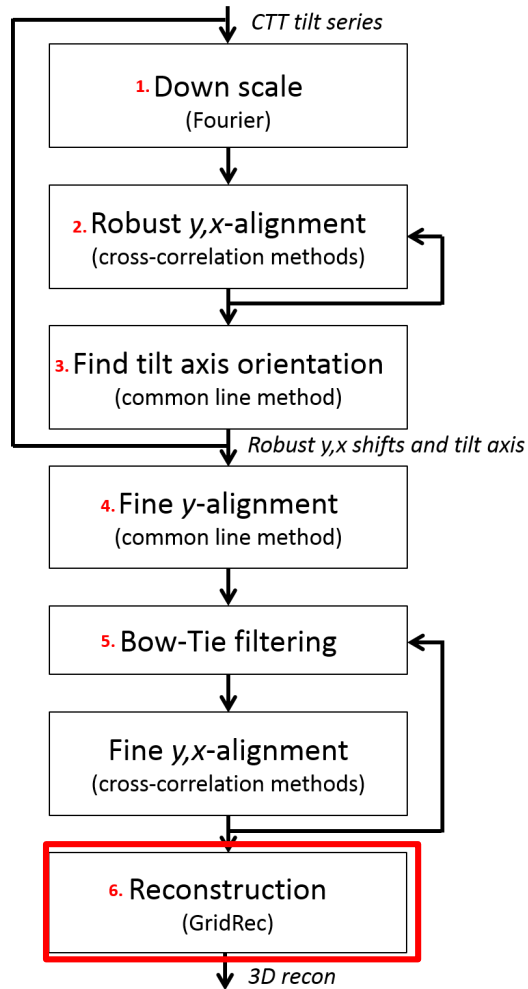 CTT tilt series
1. Down scale
(Fourier)
2. Robust y,x-alignment
(cross-correlation methods)
3. Find tilt axis orientation
(common line method)
Robust y,x shifts and tilt axis
4. Fine y-alignment
(common line method)
5. Bow-Tie filtering
Fine y,x-alignment
(cross-correlation methods)
6. Reconstruction
(GridRec)
3D recon